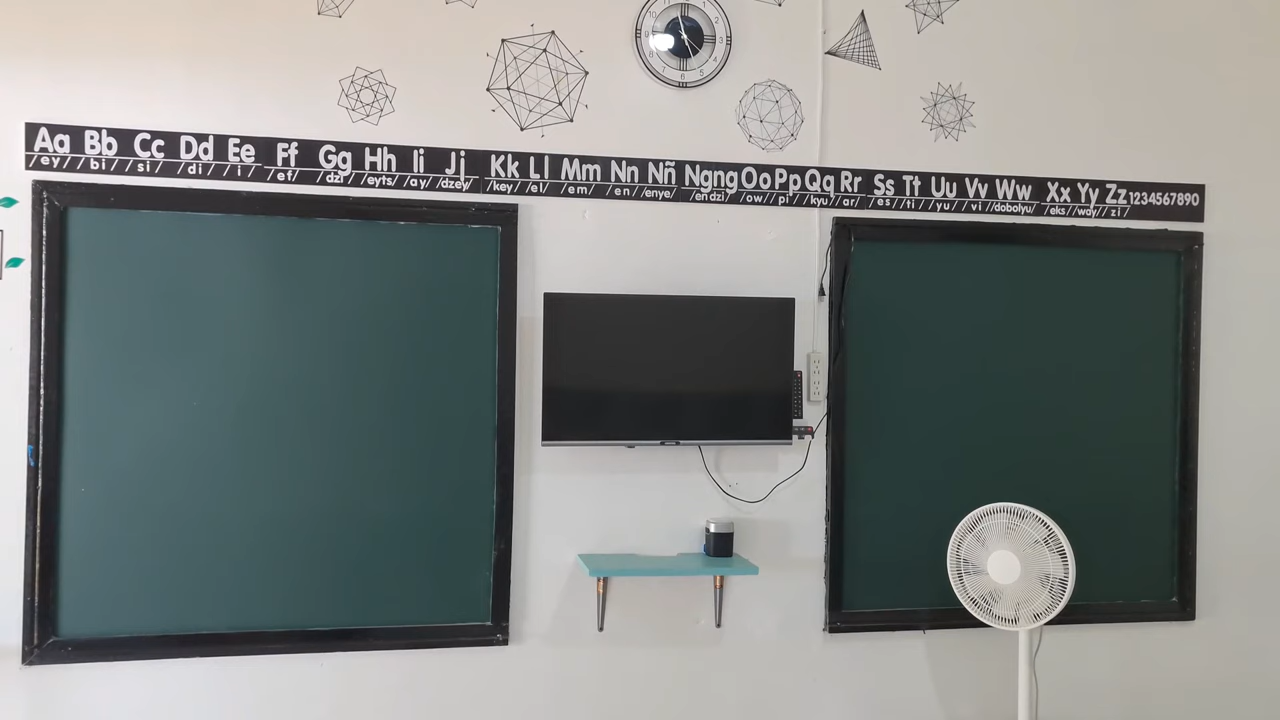 Aa Bb Cc Dd Ee Ff Gg Hh Ii Jj Kk Ll Mm Nn Ññ Ngng Oo Pp Qq Rr Ss Tt Uu Vv Ww Xx Yy Zz 1234567890
/ey/ /bi/ /si/ /di/ /i/ /ef/ /dzi/ /eyts/ /ay/ /dzey/ /key/ /el/ /em/ /en/ /enye/ /en dzi/ /ow/ /pi/ /kyu/ /ar/ /es/ /ti/ /yu/ /vi/ /dobolyu/ /eks/ /way/ /zi/